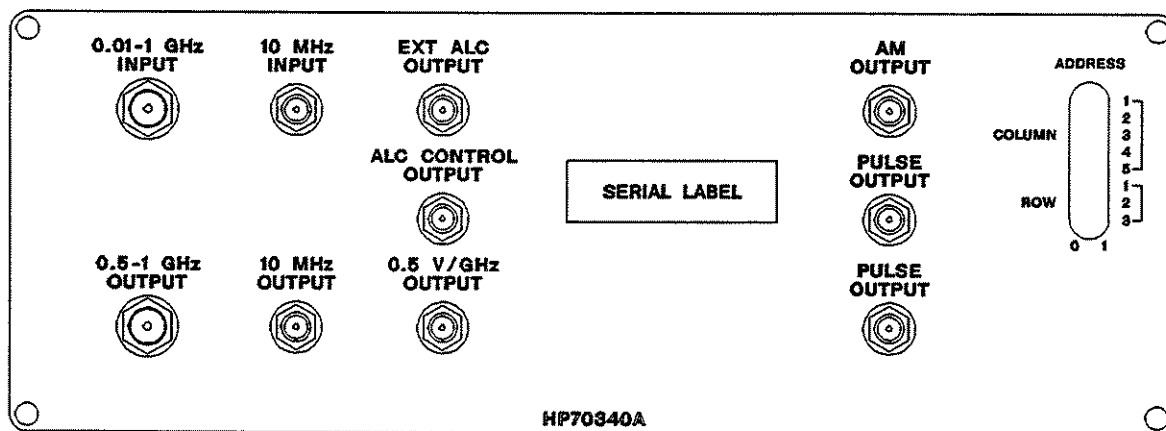 0.01-1 GHz
INPUT
10 MHz
INPUT
EXT ALC
OUTPUT
AM
OUTPUT
ADDRESS
ALC CONTROL
OUTPUT
SERIAL LABEL
PULSE
OUTPUT
COLUMN
1
2
3
4
5
ROW
1
2
3
0 1
0.5-1 GHz
OUTPUT
10 MHz
OUTPUT
0.5 V/GHz
OUTPUT
PULSE
OUTPUT
HP70340A